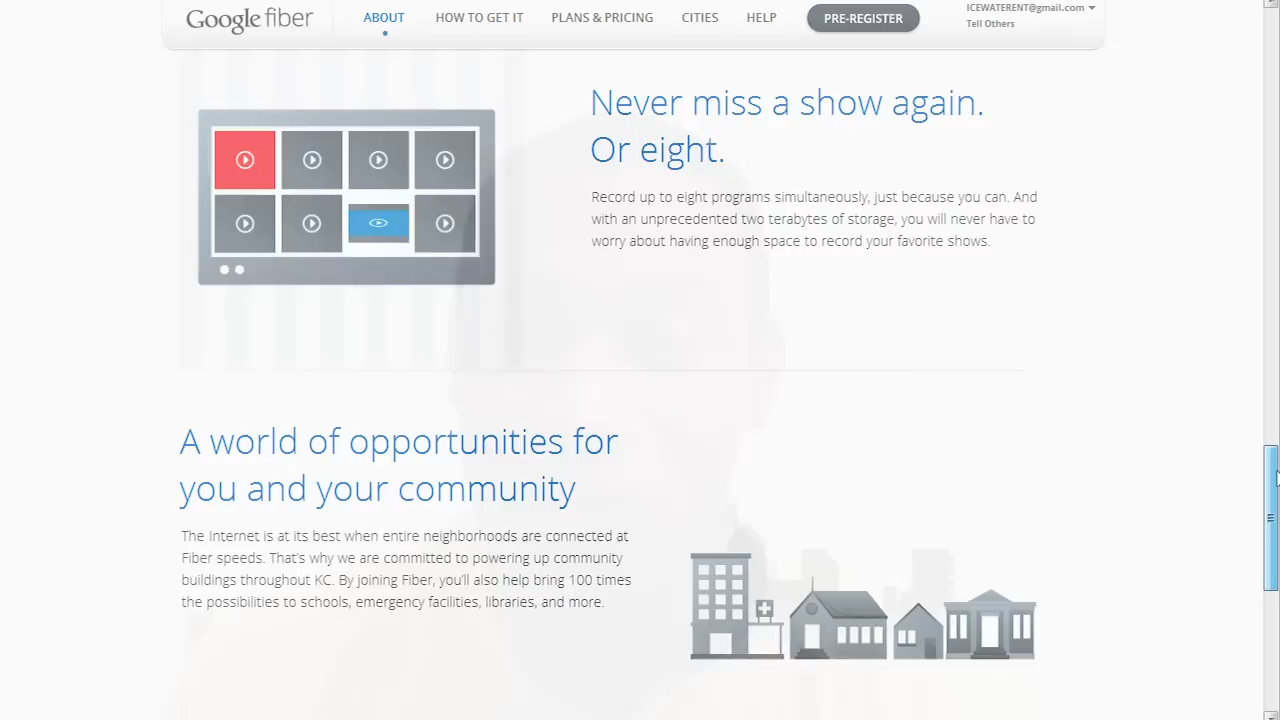 Google fiber
ABOUT
HOW TO GET IT
PLANS & PRICING
CITIES
HELP
PRE-REGISTER
ICEWATERENT@gmail.com
Tell Others
Never miss a show again.
Or eight.
Record up to eight programs simultaneously, just because you can. And
with an unprecedented two terabytes of storage, you will never have to
worry about having enough space to record your favorite shows.
A world of opportunities for
you and your community
The Internet is at its best when entire neighborhoods are connected at
Fiber speeds. That's why we are committed to powering up community
buildings throughout KC. By joining Fiber, you'll also help bring 100 times
the possibilities to schools, emergency facilities, libraries, and more.